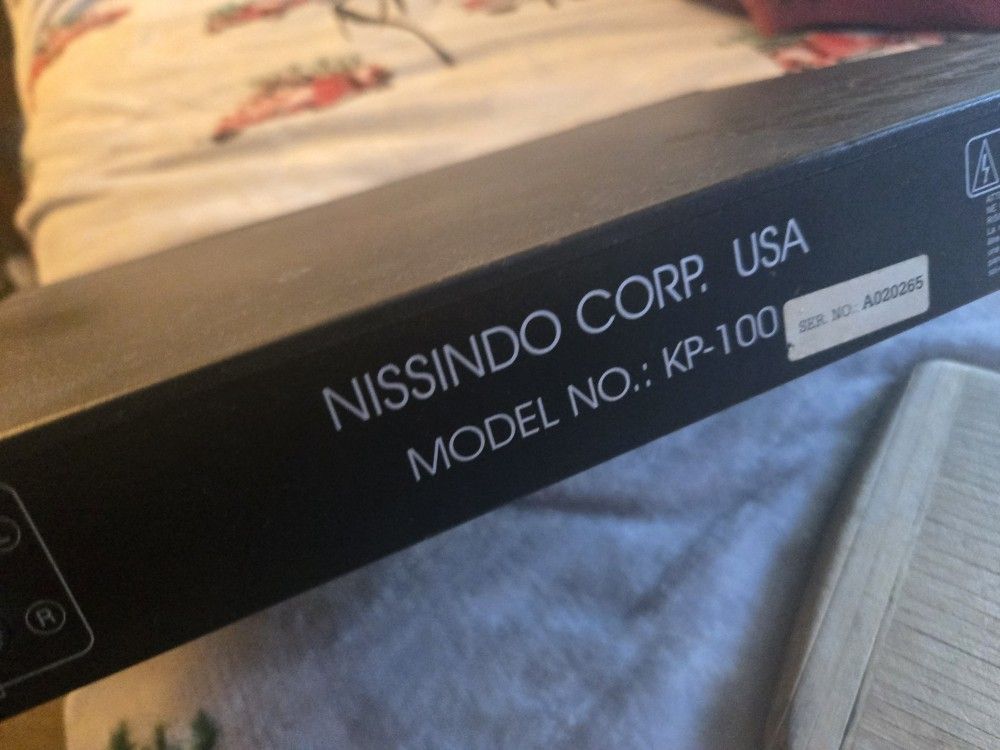 NISSINDO CORP. USA
MODEL NO.: KP-100
SER. NO.: A020265
L
R